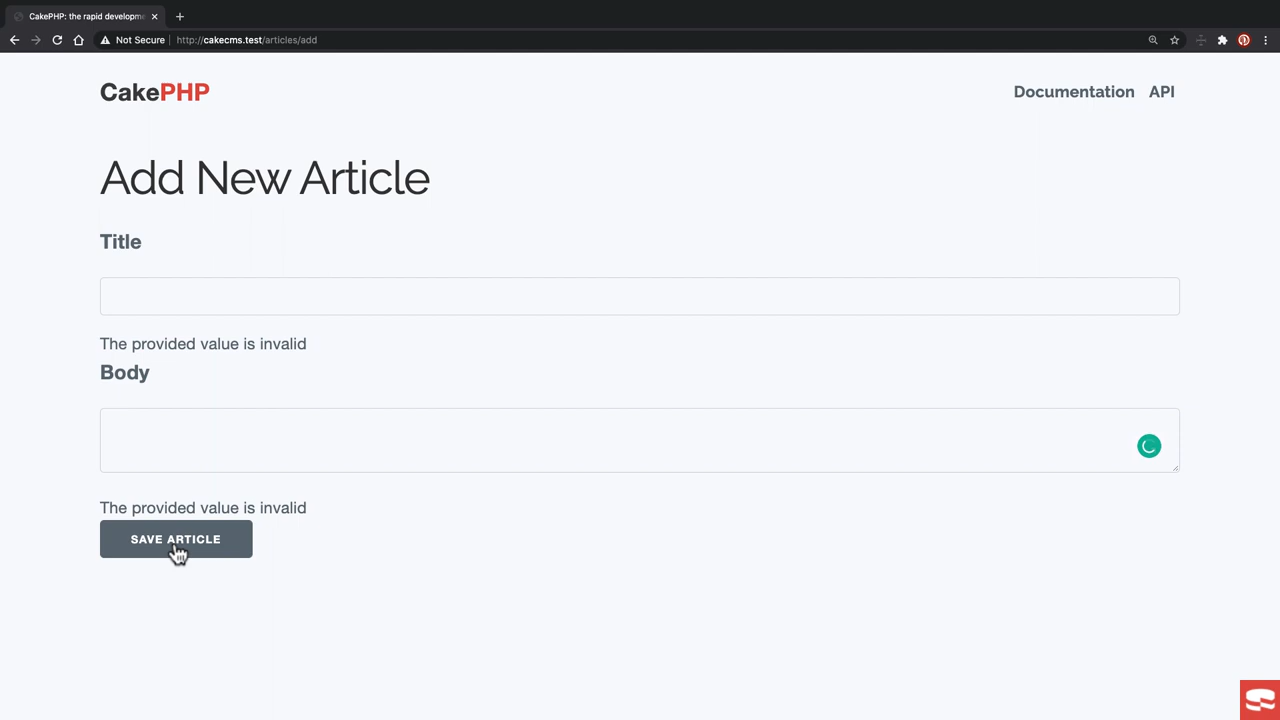 CakePHP: the rapid developm
Not Secure http://cakecms.test/articles/add
CakePHP
Documentation API
Add New Article
Title
The provided value is invalid
Body
The provided value is invalid
SAVE ARTICLE